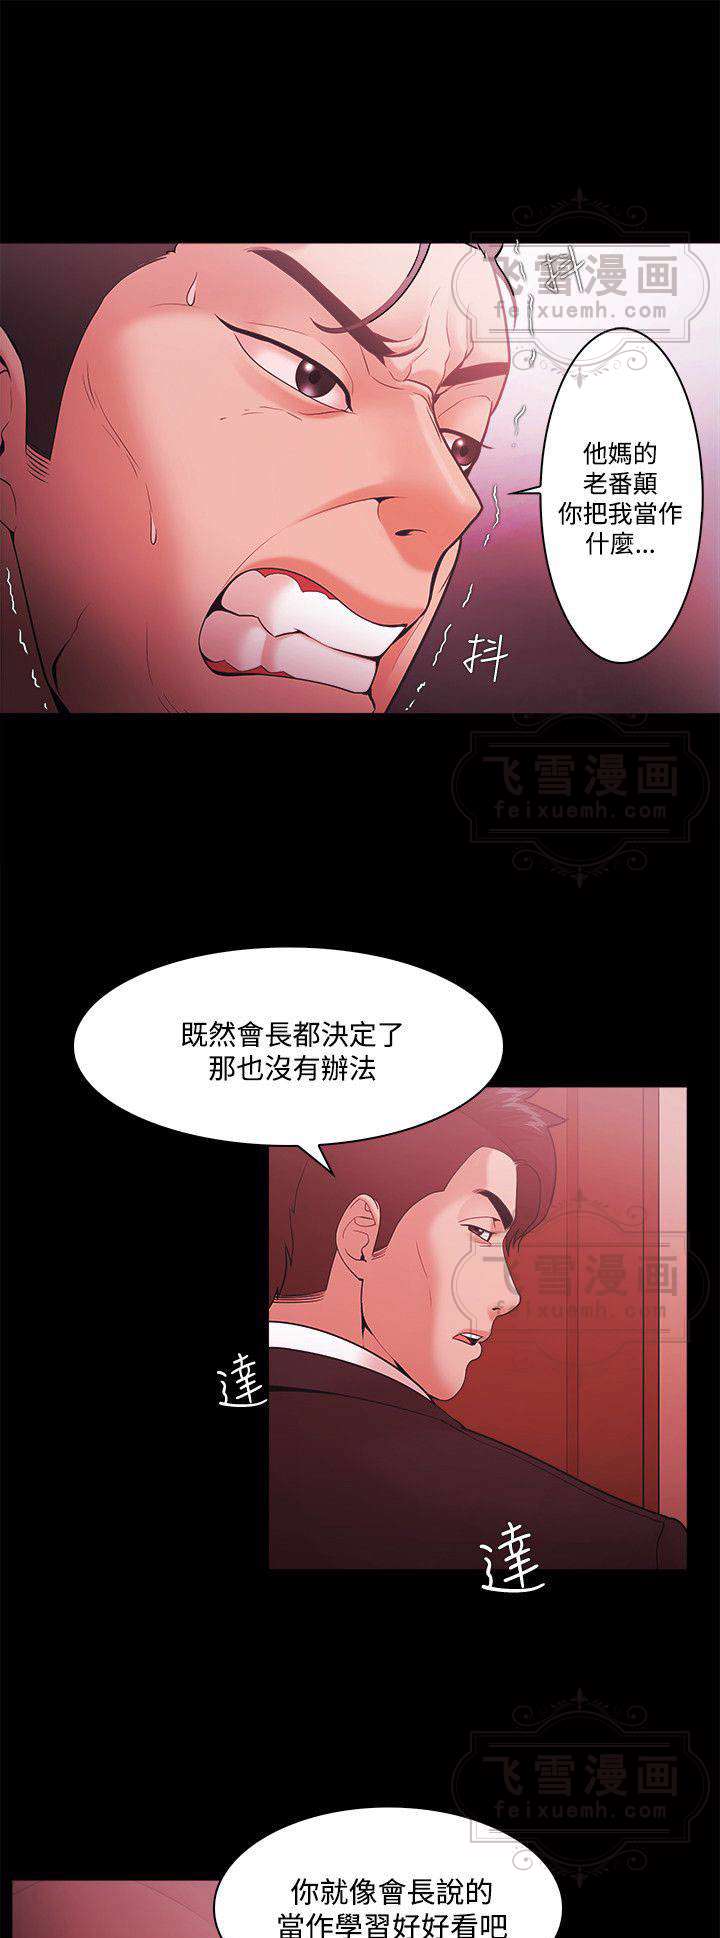 飞雪漫画
feixuemh.com
抖
他媽的
老番顛
你把我當作
什麼...
抖
飞雪漫画
feixuemh.com
既然會長都決定了
那也沒有辦法
飞雪漫画
feixuemh.com
達
達
飞雪漫画
feixuemh.com
你就像會長說的
當作學習好好看吧